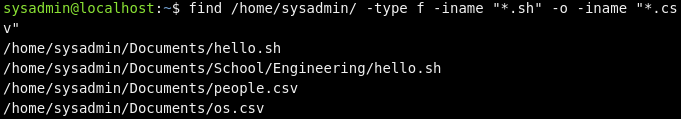 sysadmin@localhost:~$ find /home/sysadmin/ -type f -iname "*.sh" -o -iname "*.cs
v"
/home/sysadmin/Documents/hello.sh
/home/sysadmin/Documents/School/Engineering/hello.sh
/home/sysadmin/Documents/people.csv
/home/sysadmin/Documents/os.csv